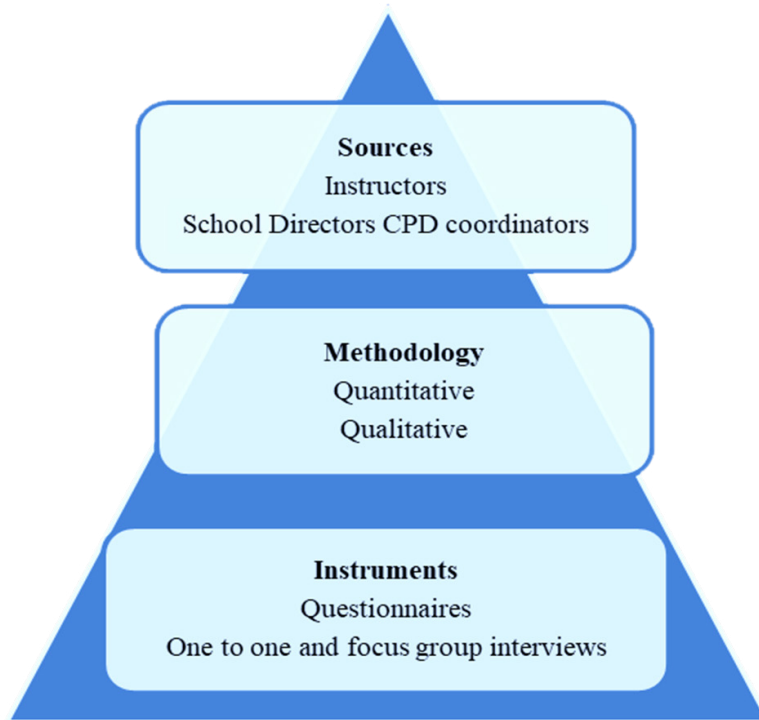 Sources
Instructors
School Directors CPD coordinators
Methodology
Quantitative
Qualitative
Instruments
Questionnaires
One to one and focus group interviews